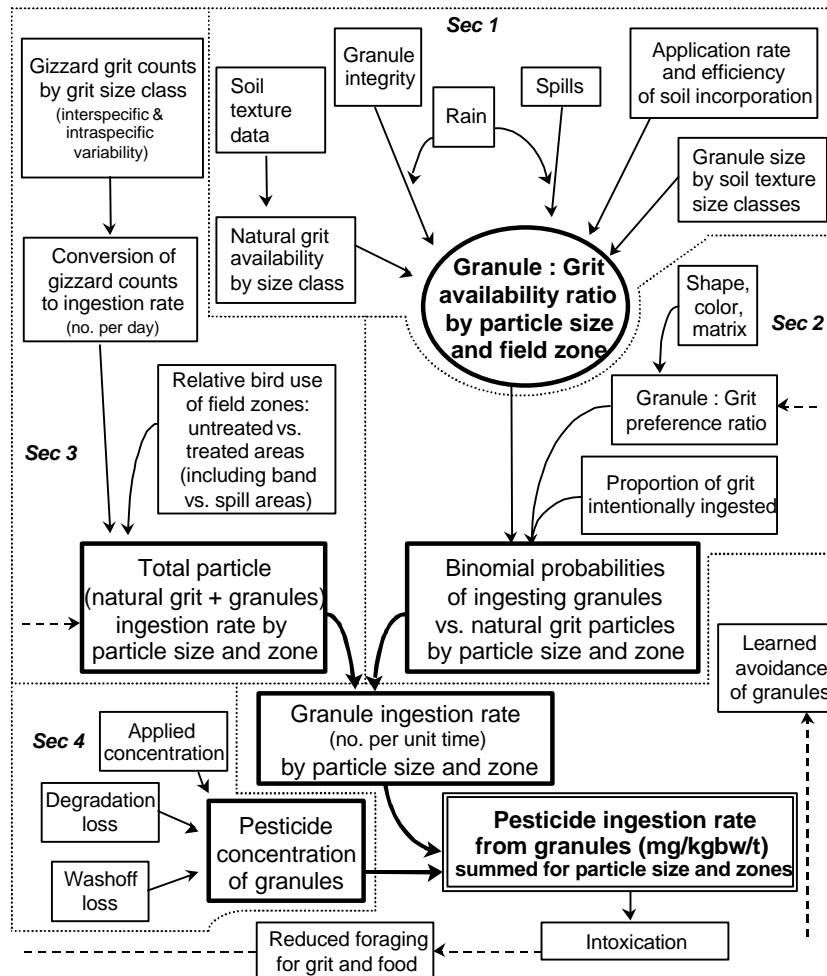 Sec 1
Gizzard grit counts
by grit size class
(interspecific &
intraspecific
variability)
Soil
texture
data
Granule
integrity
Rain
Spills
Application rate
and efficiency
of soil incorporation
Granule size
by soil texture
size classes
Conversion of
gizzard counts
to ingestion rate
(no. per day)
Natural grit
availability
by size class
Granule : Grit
availability ratio
by particle size
and field zone
Shape,
color,
matrix
Sec 2
Granule : Grit
preference ratio
Sec 3
Relative bird use
of field zones:
untreated vs.
treated areas
(including band
vs. spill areas)
Proportion of grit
intentionally ingested
Total particle
(natural grit + granules)
ingestion rate by
particle size and zone
Binomial probabilities
of ingesting granules
vs. natural grit particles
by particle size and zone
Learned
avoidance
of granules
Granule ingestion rate
(no. per unit time)
by particle size and zone
Sec 4
Applied
concentration
Degradation
loss
Washoff
loss
Pesticide
concentration
of granules
Pesticide ingestion rate
from granules (mg/kgbw/t)
summed for particle size and zones
Reduced foraging
for grit and food
Intoxication